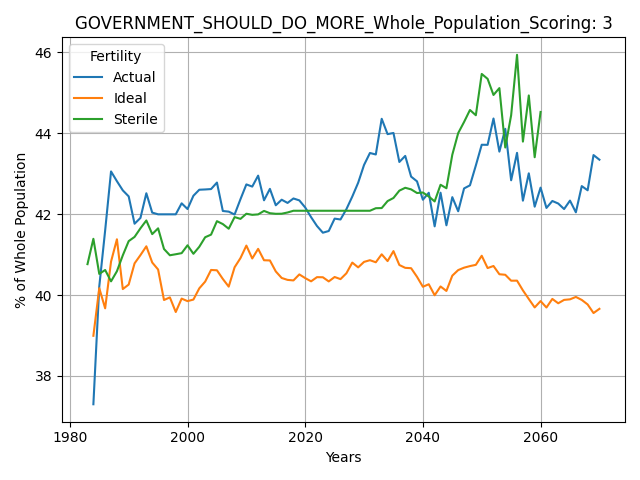 GOVERNMENT_SHOULD_DO_MORE_Whole_Population_Scoring: 3
Fertility
Actual
Ideal
Sterile
% of Whole Population
46
44
42
40
38
1980
2000
2020
2040
2060
Years